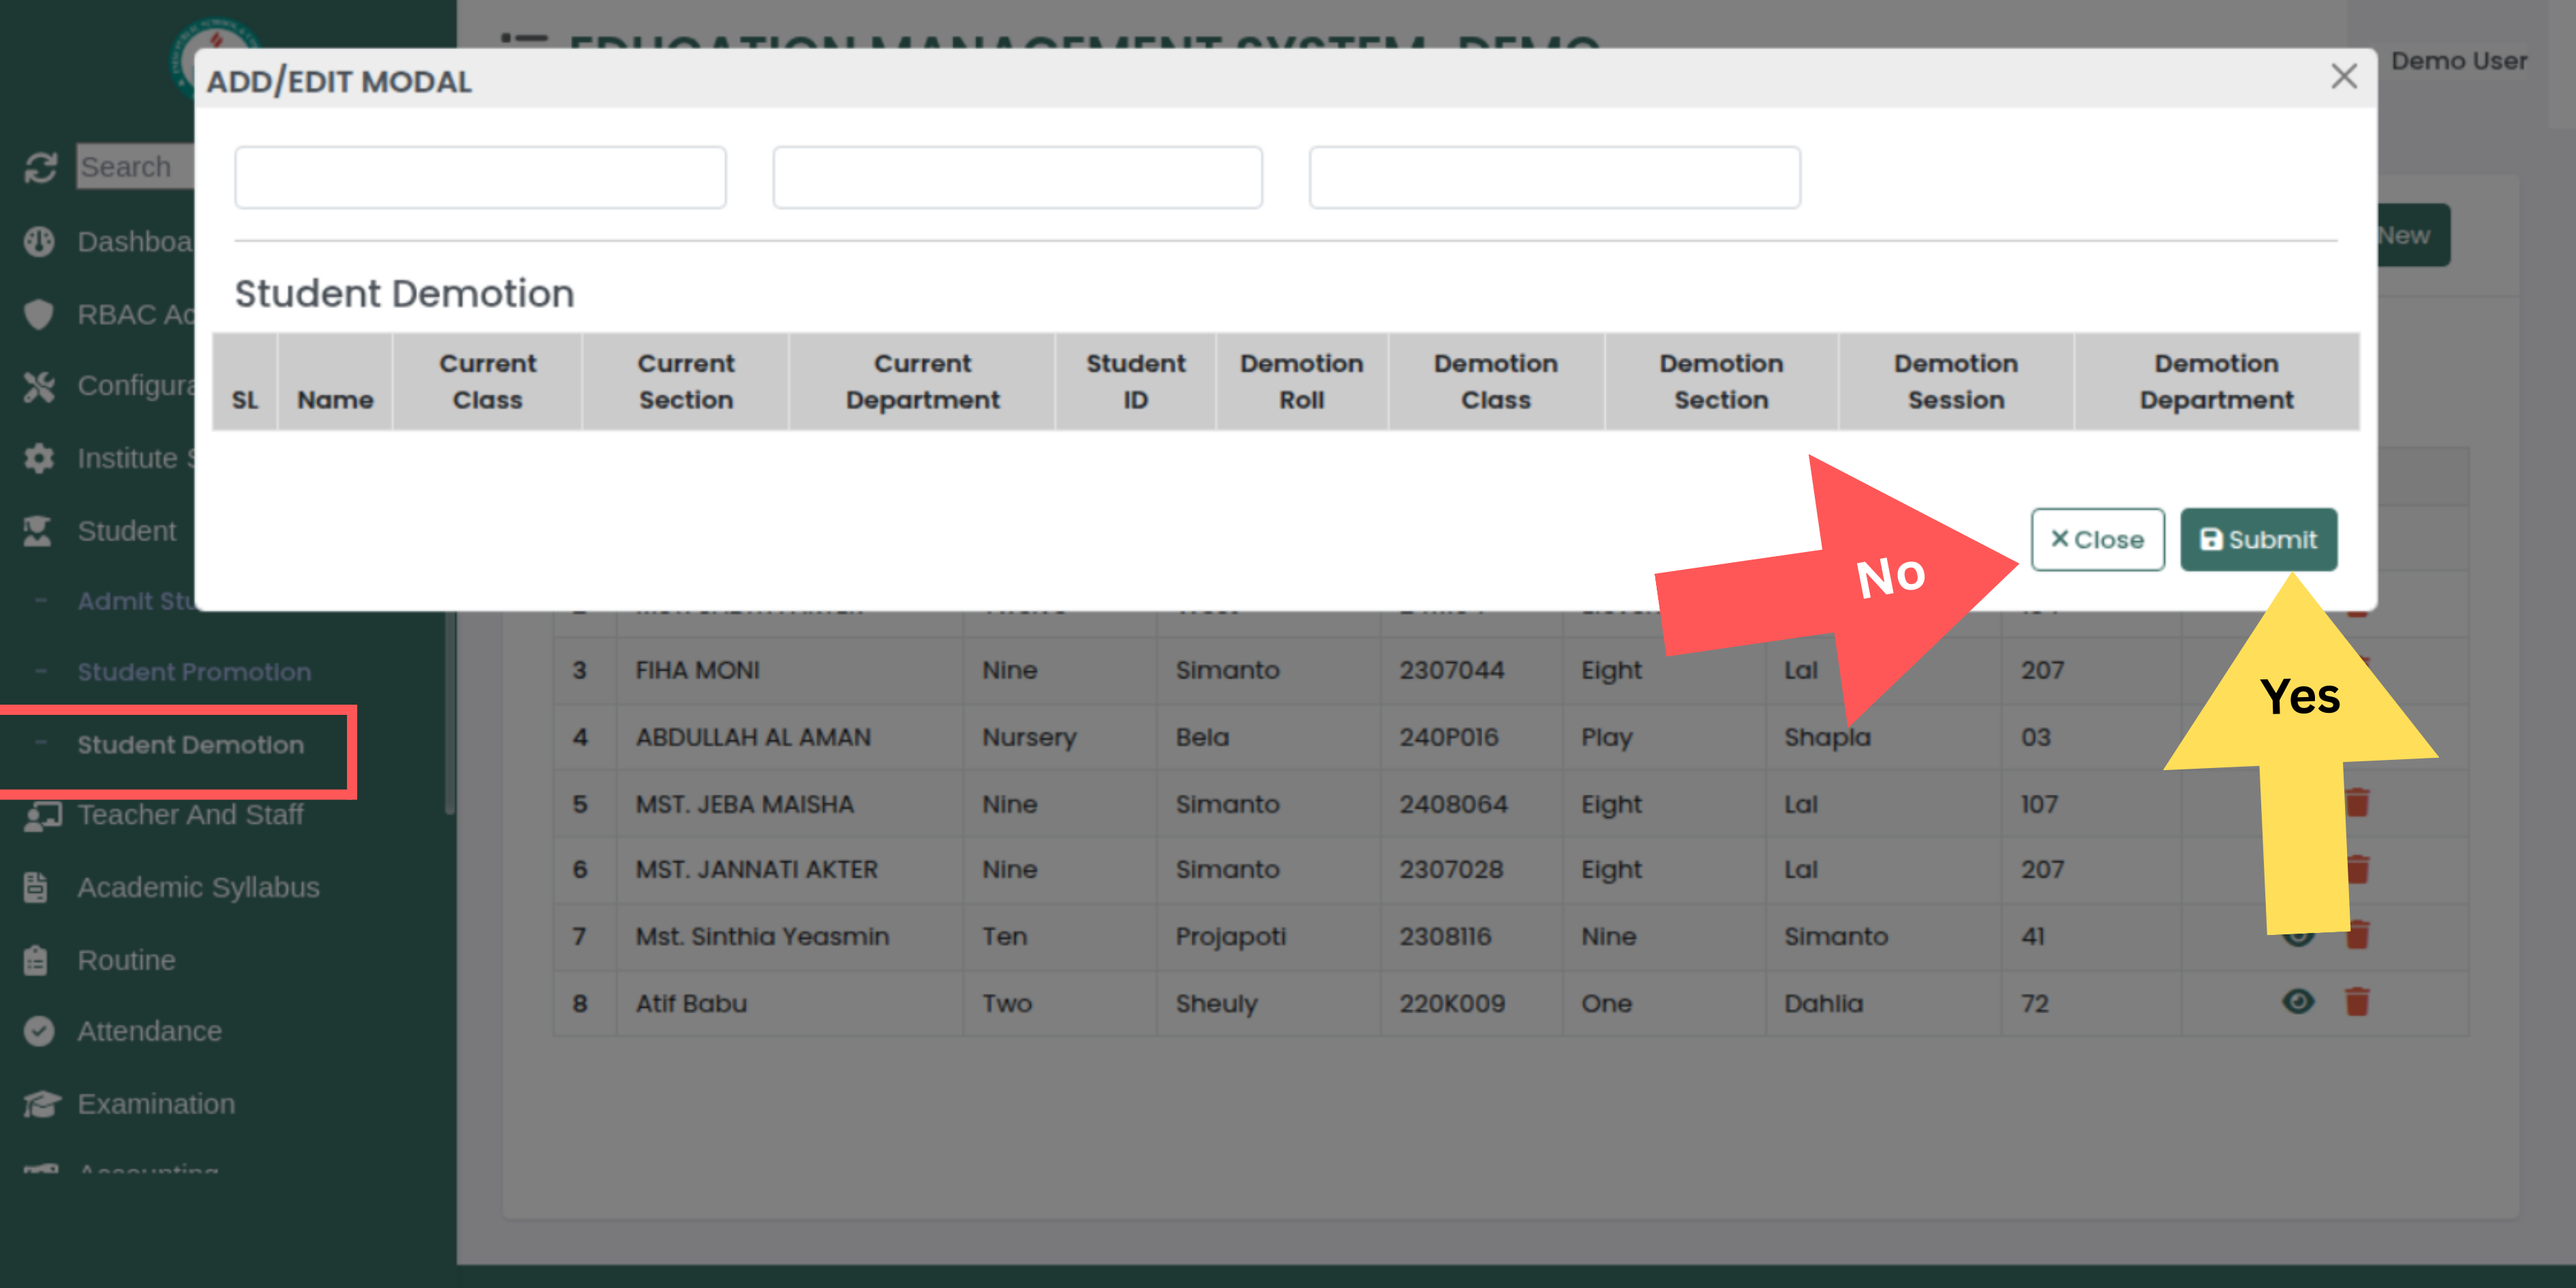 EDUCATION MANAGEMENT SYSTEM -DEMO
Demo User
ADD/EDIT MODAL
Search
Dashboa
New
RBAC Ac
Student Demotion
SL Name Current Class Current Section Current Department Student ID Demotion Roll Demotion Class Demotion Section Demotion Session Demotion Department
Configura
Institute S
Student
Close Submit
No
Admit Stu
Student Promotion
Student Demotion
Yes
3 FIHA MONI Nine Simanto 2307044 Eight Lal 207
4 ABDULLAH AL AMAN Nursery Bela 240P016 Play Shapla 03
5 MST. JEBA MAISHA Nine Simanto 2408064 Eight Lal 107
6 MST. JANNATI AKTER Nine Simanto 2307028 Eight Lal 207
7 Mst. Sinthia Yeasmin Ten Projapoti 2308116 Nine Simanto 41
8 Atif Babu Two Sheuly 220K009 One Dahlia 72
Teacher And Staff
Academic Syllabus
Routine
Attendance
Examination
Accounting